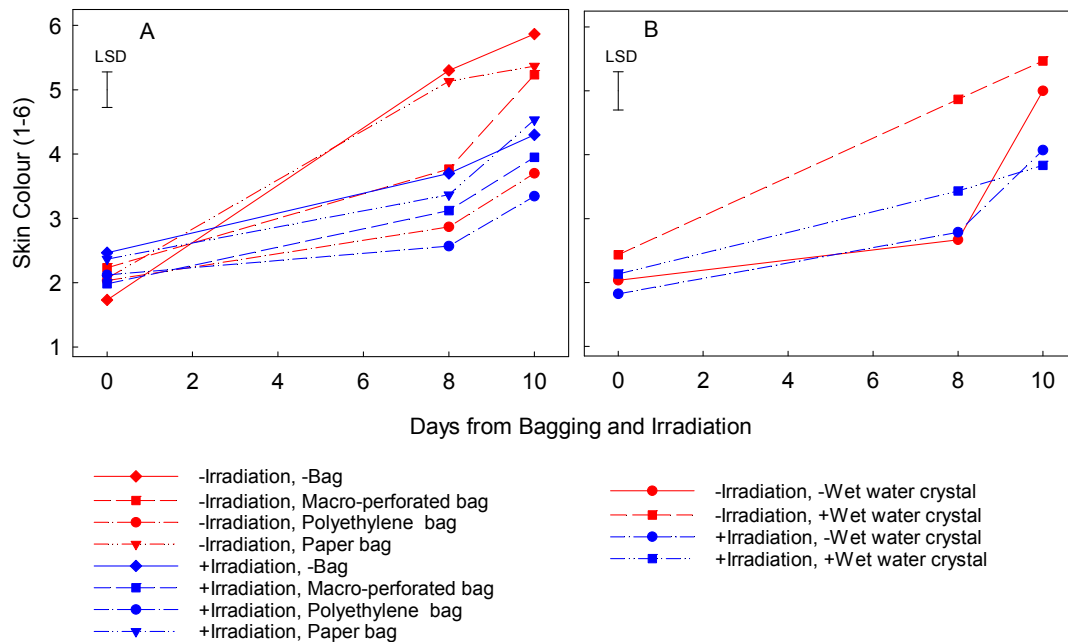 A
B
LSD
LSD
Skin Colour (1-6)
6
5
4
3
2
1
0 2 4 6 8 10
0 2 4 6 8 10
Days from Bagging and Irradiation
-Irradiation, -Bag
-Irradiation, Macro-perforated bag
-Irradiation, Polyethylene bag
-Irradiation, Paper bag
+Irradiation, -Bag
+Irradiation, Macro-perforated bag
+Irradiation, Polyethylene bag
+Irradiation, Paper bag
-Irradiation, -Wet water crystal
-Irradiation, +Wet water crystal
+Irradiation, -Wet water crystal
+Irradiation, +Wet water crystal